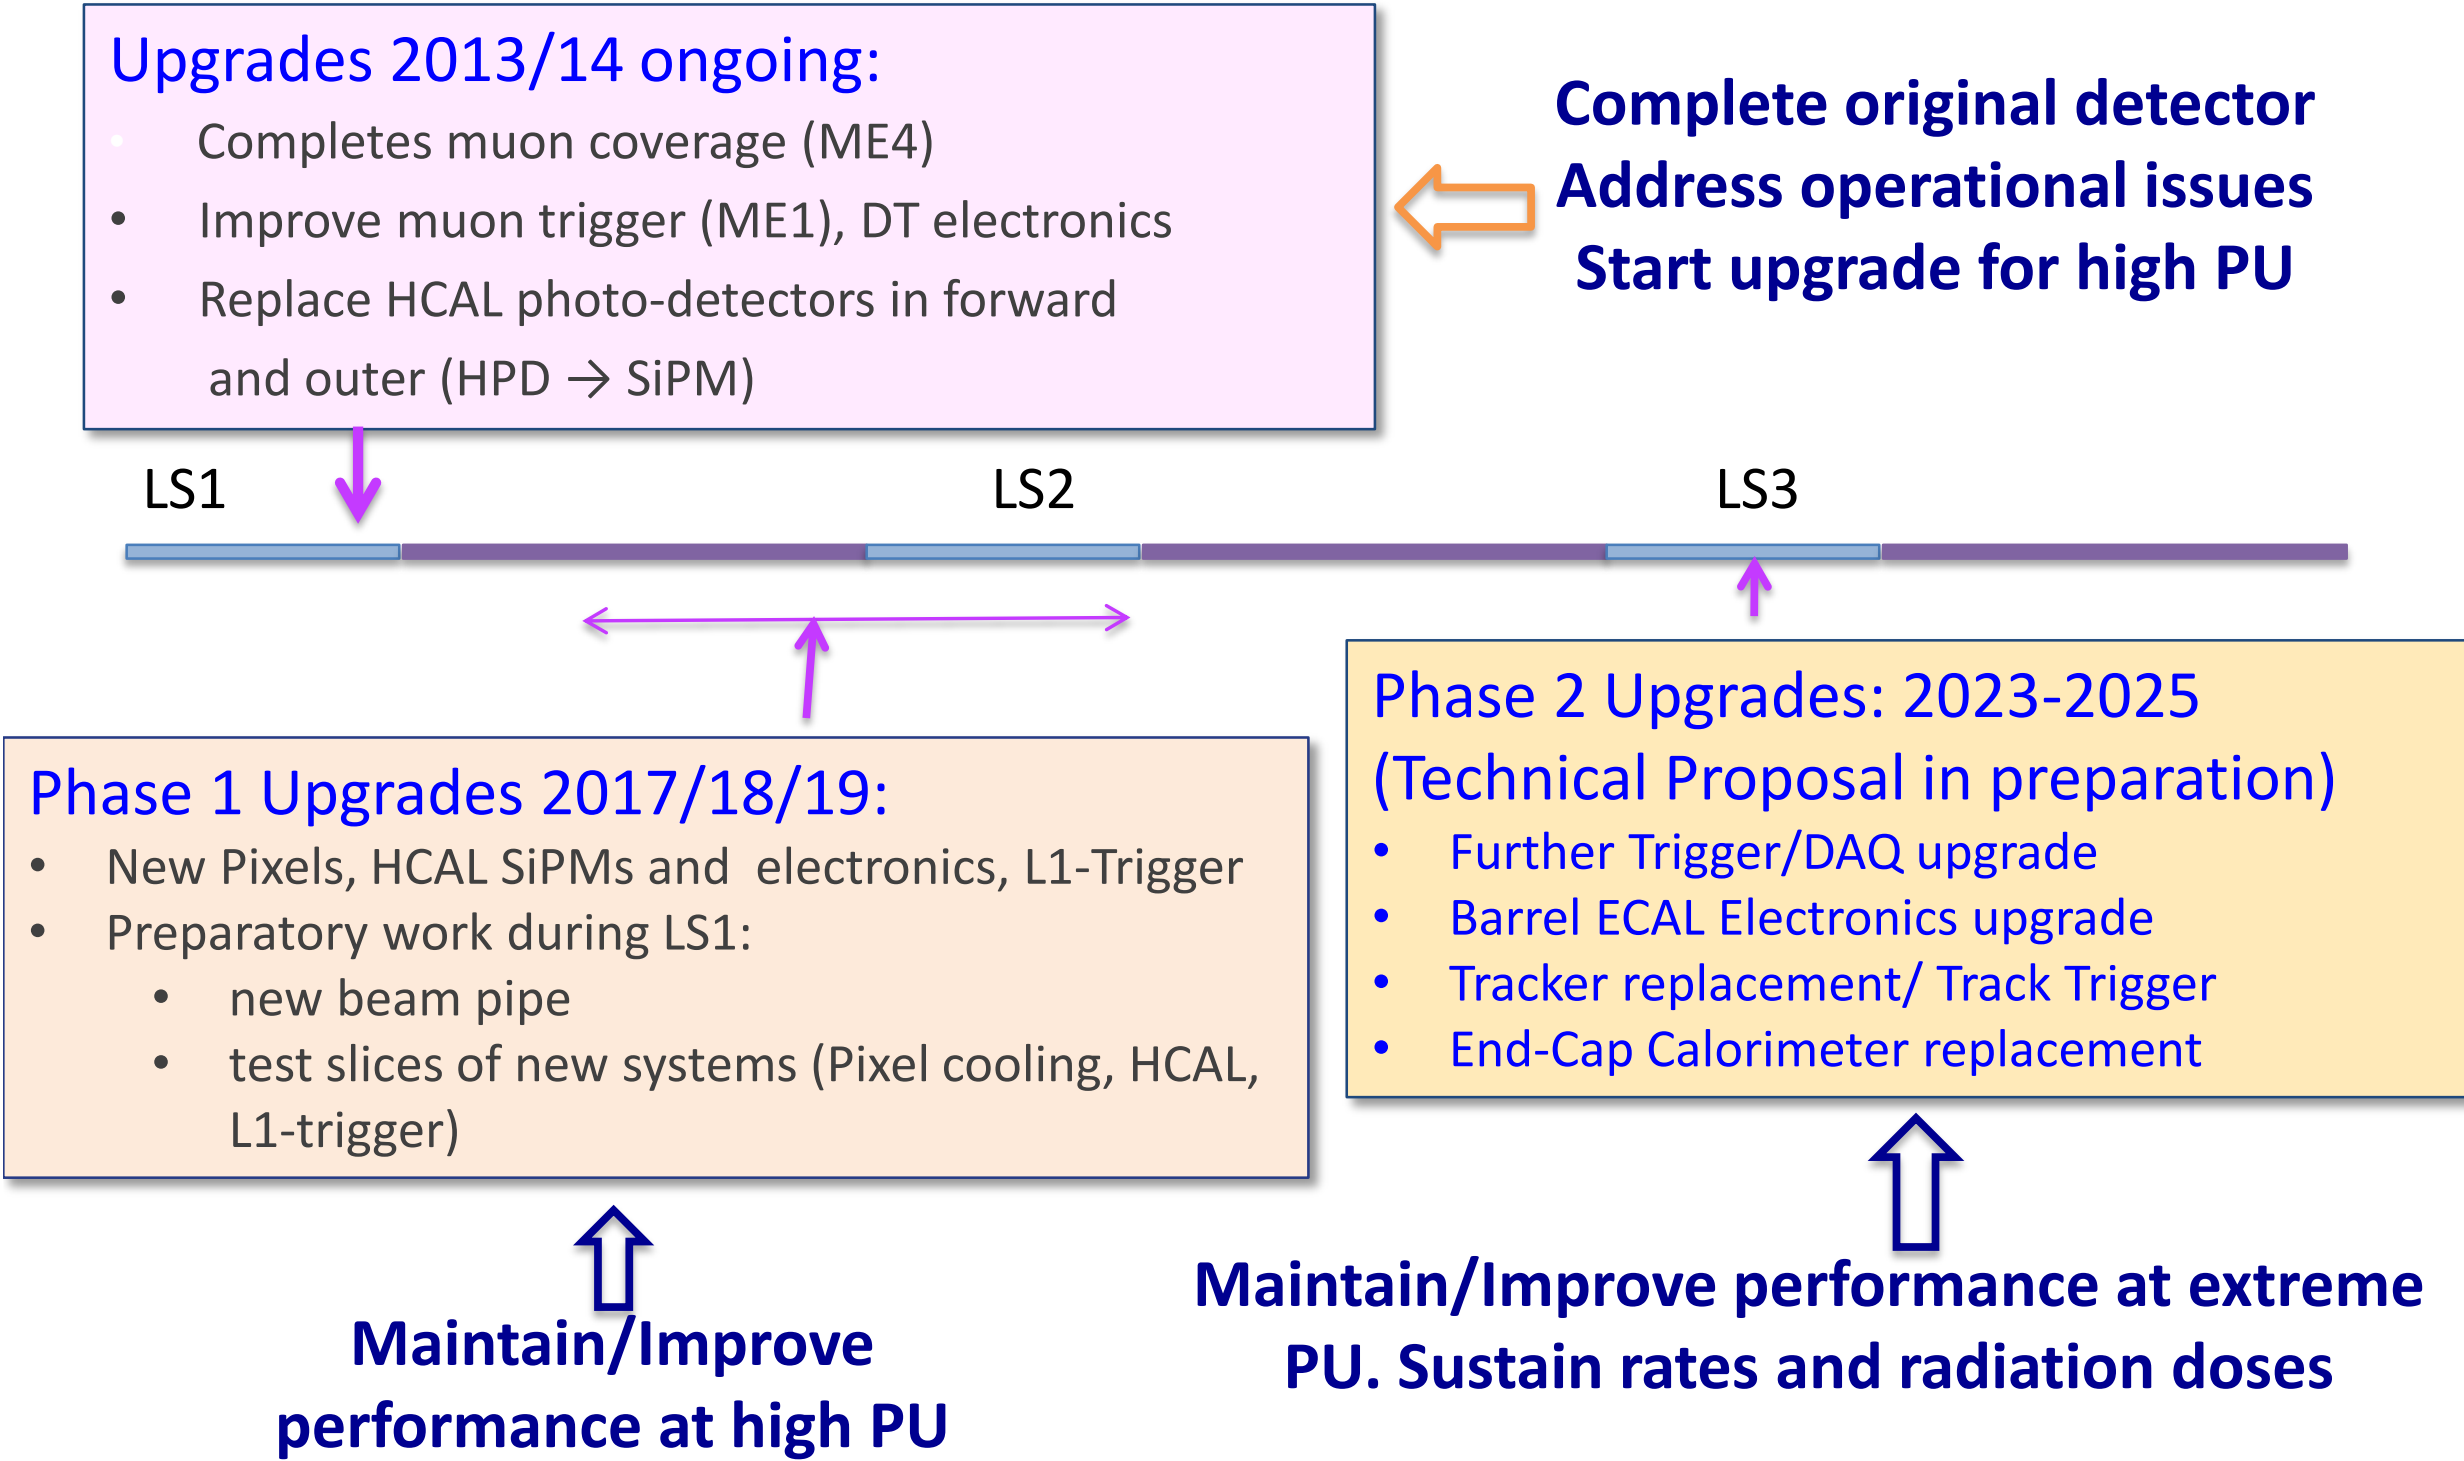 Upgrades 2013/14 ongoing:
• Completes muon coverage (ME4)
• Improve muon trigger (ME1), DT electronics
• Replace HCAL photo-detectors in forward
and outer (HPD → SiPM)
Complete original detector
Address operational issues
Start upgrade for high PU
LS1
LS2
LS3
Phase 1 Upgrades 2017/18/19:
• New Pixels, HCAL SiPMs and electronics, L1-Trigger
• Preparatory work during LS1:
• new beam pipe
• test slices of new systems (Pixel cooling, HCAL,
L1-trigger)
Phase 2 Upgrades: 2023-2025
(Technical Proposal in preparation)
• Further Trigger/DAQ upgrade
• Barrel ECAL Electronics upgrade
• Tracker replacement/ Track Trigger
• End-Cap Calorimeter replacement
Maintain/Improve
performance at high PU
Maintain/Improve performance at extreme
PU. Sustain rates and radiation doses